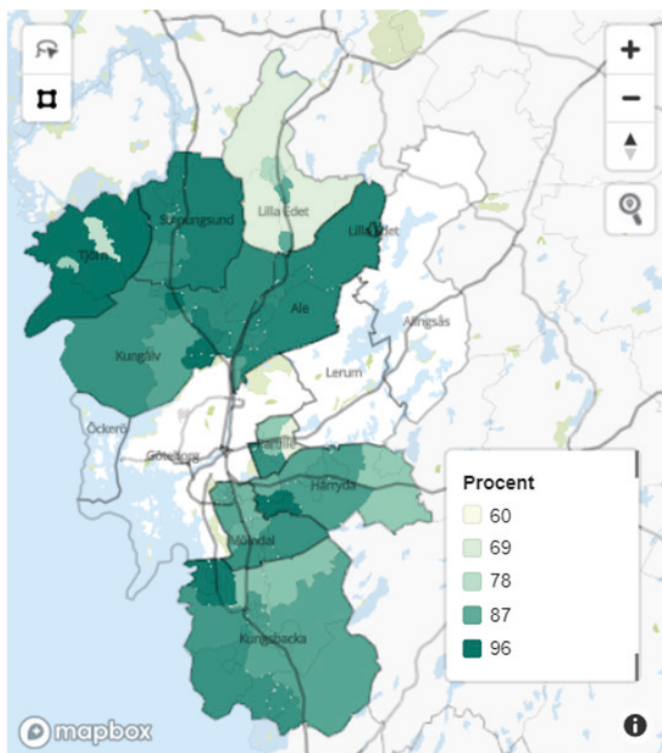 Lilla Edet
Stenungsund
Lilla Edet
Tjörn
Ale
Alingsås
Kungälv
Lerum
Öckerö
Partille
Göteborg
Härryda
Mölndal
Kungsbacka
Procent
60
69
78
87
96
mapbox